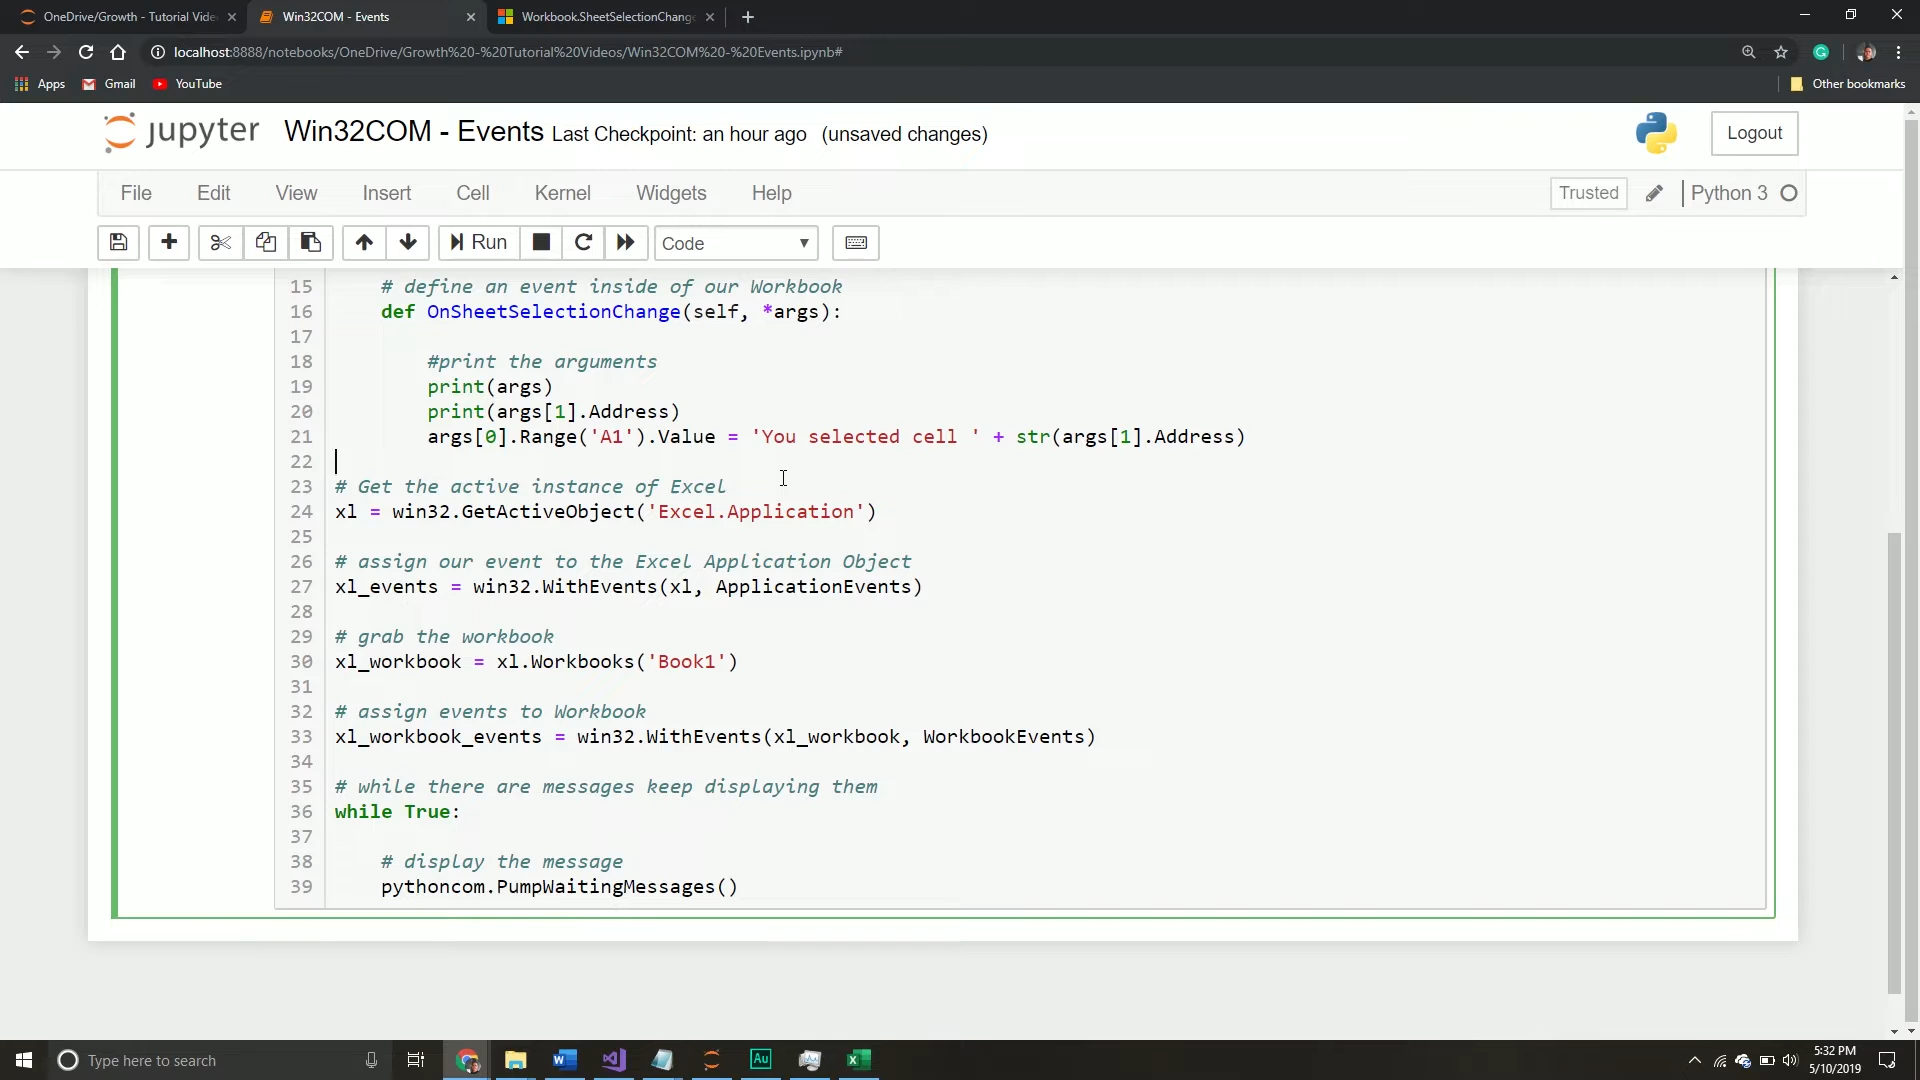 OneDrive/Growth - Tutorial Vide
Win32COM - Events
Workbook.SheetSelectionChang
localhost:8888/notebooks/OneDrive/Growth%20-%20Tutorial%20Videos/Win32COM%20-%20Events.ipynb#
Apps
Gmail
YouTube
Other bookmarks
jupyter
Win32COM - Events Last Checkpoint: an hour ago (unsaved changes)
Logout
File Edit View Insert Cell Kernel Widgets Help
Trusted
Python 3
Run
Code
15 # define an event inside of our Workbook
16 def OnSheetSelectionChange(self, *args):
17
18 #print the arguments
19 print(args)
20 print(args[1].Address)
21 args[0].Range('A1').Value = 'You selected cell ' + str(args[1].Address)
22
23 # Get the active instance of Excel
24 xl = win32.GetActiveObject('Excel.Application')
25
26 # assign our event to the Excel Application Object
27 xl_events = win32.WithEvents(xl, ApplicationEvents)
28
29 # grab the workbook
30 xl_workbook = xl.Workbooks('Book1')
31
32 # assign events to Workbook
33 xl_workbook_events = win32.WithEvents(xl_workbook, WorkbookEvents)
34
35 # while there are messages keep displaying them
36 while True:
37
38 # display the message
39 pythoncom.PumpWaitingMessages()
Type here to search
Au
5:32 PM
5/10/2019